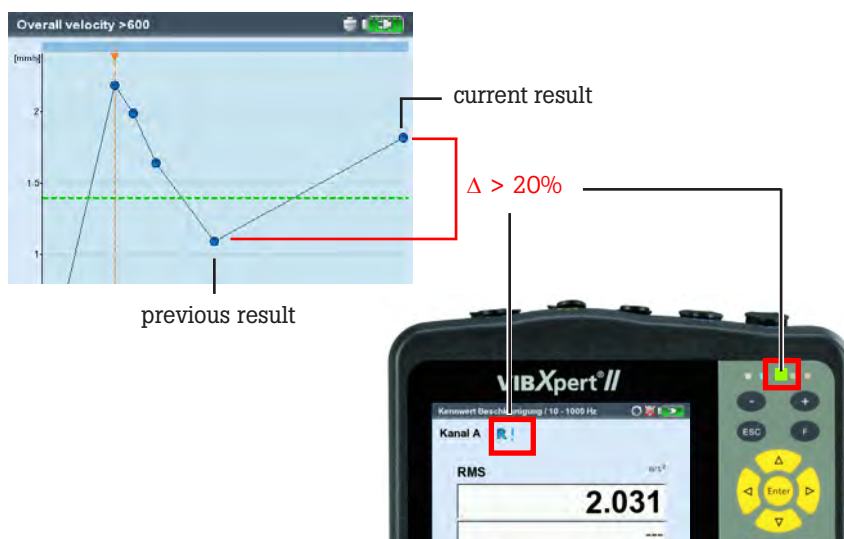 Overall velocity >600
[mm/s]
2
1.5
1
current result
Δ > 20%
previous result
VIBXpert® II
Kennwert Beschleunigung / 10 - 1000 Hz
Kanal A R!
RMS
m/s²
2.031
---
- +
ESC F
Enter